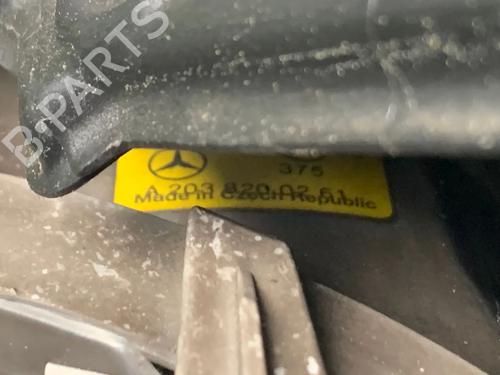 B-PARTS
375
A 203 820 02 61
Made in Czech Republic